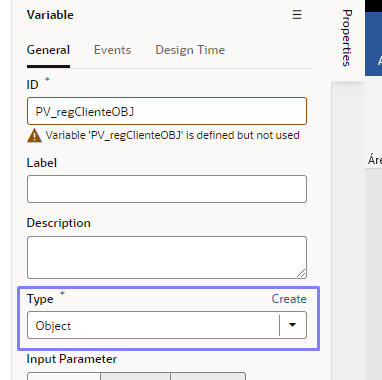 Variable
General Events Design Time
ID *
PV_regClienteOBJ
Variable 'PV_regClienteOBJ' is defined but not used
Label
Description
Type * Create
Object
Input Parameter
Properties
Áre